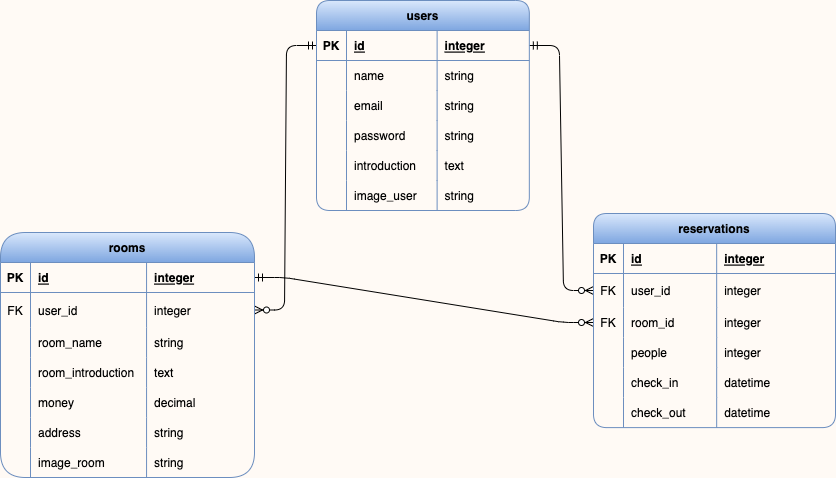 users
PK id integer
name string
email string
password string
introduction text
image_user string
rooms
PK id integer
FK user_id integer
room_name string
room_introduction text
money decimal
address string
image_room string
reservations
PK id integer
FK user_id integer
FK room_id integer
people integer
check_in datetime
check_out datetime